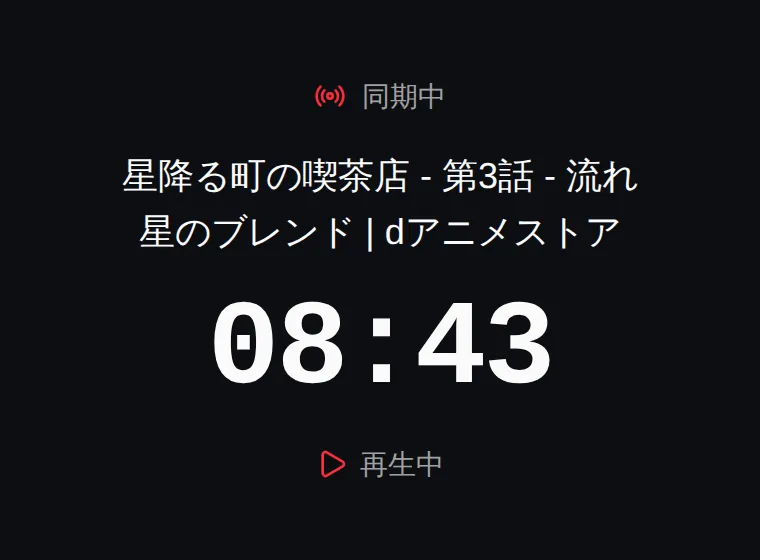 同期中
星降る町の喫茶店 - 第3話 - 流れ
星のブレンド | dアニメストア
08:43
再生中